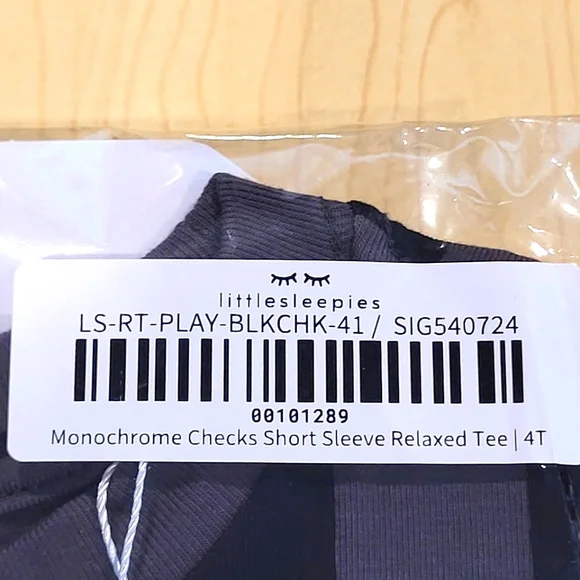 littlesleepies
LS-RT-PLAY-BLKCHK-41 / SIG540724
00101289
Monochrome Checks Short Sleeve Relaxed Tee | 4T